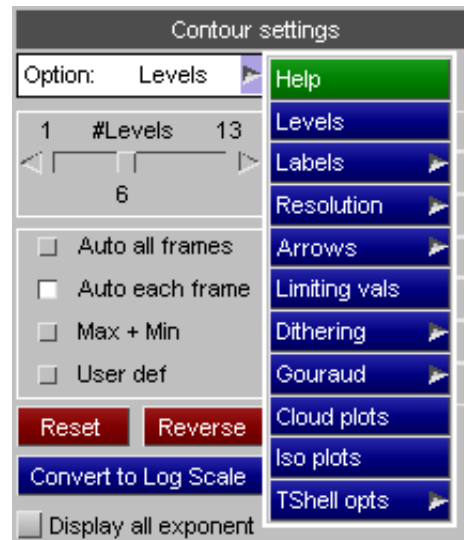 Contour settings
Option: Levels
Help
Levels
Labels
Resolution
Arrows
Limiting vals
Dithering
Gouraud
Cloud plots
Iso plots
TShell opts
1 #Levels 13
6
Auto all frames
Auto each frame
Max + Min
User def
Reset Reverse
Convert to Log Scale
Display all exponent